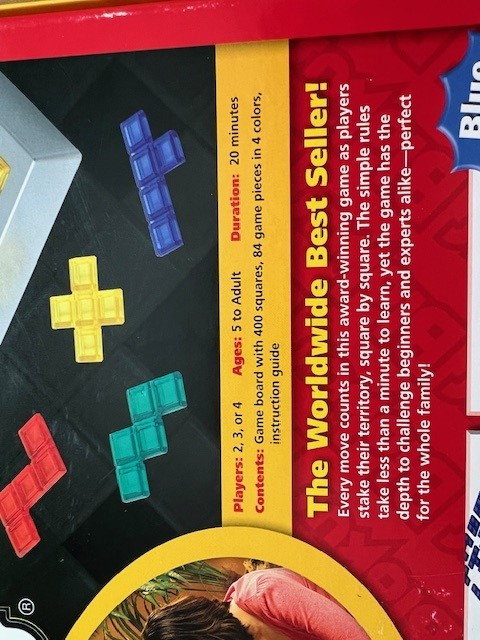 Players: 2, 3, or 4 Ages: 5 to Adult Duration: 20 minutes
Contents: Game board with 400 squares, 84 game pieces in 4 colors,
instruction guide
The Worldwide Best Seller!
Every move counts in this award-winning game as players
stake their territory, square by square. The simple rules
take less than a minute to learn, yet the game has the
depth to challenge beginners and experts alike—perfect
for the whole family!
Blue
®